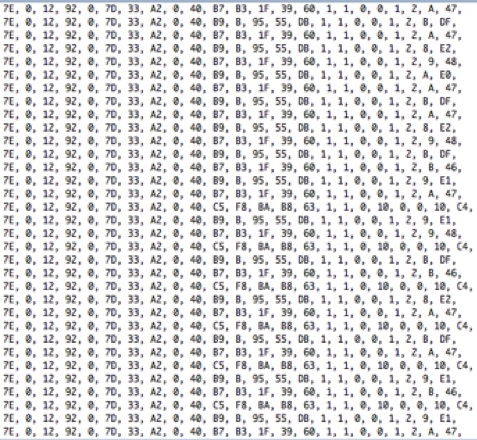 7E, 0, 12, 92, 0, 7D, 33, A2, 0, 40, B7, B3, 1F, 39, 60, 1, 1, 0, 0, 1, 2, A, 47,
7E, 0, 12, 92, 0, 7D, 33, A2, 0, 40, B9, B, 95, 55, DB, 1, 1, 0, 0, 1, 2, B, DF,
7E, 0, 12, 92, 0, 7D, 33, A2, 0, 40, B7, B3, 1F, 39, 60, 1, 1, 0, 0, 1, 2, A, 47,
7E, 0, 12, 92, 0, 7D, 33, A2, 0, 40, B9, B, 95, 55, DB, 1, 1, 0, 0, 1, 2, 8, E2,
7E, 0, 12, 92, 0, 7D, 33, A2, 0, 40, B7, B3, 1F, 39, 60, 1, 1, 0, 0, 1, 2, 9, 48,
7E, 0, 12, 92, 0, 7D, 33, A2, 0, 40, B9, B, 95, 55, DB, 1, 1, 0, 0, 1, 2, A, E0,
7E, 0, 12, 92, 0, 7D, 33, A2, 0, 40, B7, B3, 1F, 39, 60, 1, 1, 0, 0, 1, 2, A, 47,
7E, 0, 12, 92, 0, 7D, 33, A2, 0, 40, B9, B, 95, 55, DB, 1, 1, 0, 0, 1, 2, B, DF,
7E, 0, 12, 92, 0, 7D, 33, A2, 0, 40, B7, B3, 1F, 39, 60, 1, 1, 0, 0, 1, 2, A, 47,
7E, 0, 12, 92, 0, 7D, 33, A2, 0, 40, B9, B, 95, 55, DB, 1, 1, 0, 0, 1, 2, 8, E2,
7E, 0, 12, 92, 0, 7D, 33, A2, 0, 40, B7, B3, 1F, 39, 60, 1, 1, 0, 0, 1, 2, 9, 48,
7E, 0, 12, 92, 0, 7D, 33, A2, 0, 40, B9, B, 95, 55, DB, 1, 1, 0, 0, 1, 2, B, DF,
7E, 0, 12, 92, 0, 7D, 33, A2, 0, 40, B7, B3, 1F, 39, 60, 1, 1, 0, 0, 1, 2, B, 46,
7E, 0, 12, 92, 0, 7D, 33, A2, 0, 40, B9, B, 95, 55, DB, 1, 1, 0, 0, 1, 2, 9, E1,
7E, 0, 12, 92, 0, 7D, 33, A2, 0, 40, B7, B3, 1F, 39, 60, 1, 1, 0, 0, 1, 2, A, 47,
7E, 0, 12, 92, 0, 7D, 33, A2, 0, 40, C5, F8, BA, B8, 63, 1, 1, 0, 10, 0, 0, 10, C4,
7E, 0, 12, 92, 0, 7D, 33, A2, 0, 40, B9, B, 95, 55, DB, 1, 1, 0, 0, 1, 2, 9, E1,
7E, 0, 12, 92, 0, 7D, 33, A2, 0, 40, B7, B3, 1F, 39, 60, 1, 1, 0, 0, 1, 2, 9, 48,
7E, 0, 12, 92, 0, 7D, 33, A2, 0, 40, C5, F8, BA, B8, 63, 1, 1, 0, 10, 0, 0, 10, C4,
7E, 0, 12, 92, 0, 7D, 33, A2, 0, 40, B9, B, 95, 55, DB, 1, 1, 0, 0, 1, 2, B, DF,
7E, 0, 12, 92, 0, 7D, 33, A2, 0, 40, B7, B3, 1F, 39, 60, 1, 1, 0, 0, 1, 2, B, 46,
7E, 0, 12, 92, 0, 7D, 33, A2, 0, 40, C5, F8, BA, B8, 63, 1, 1, 0, 10, 0, 0, 10, C4,
7E, 0, 12, 92, 0, 7D, 33, A2, 0, 40, B9, B, 95, 55, DB, 1, 1, 0, 0, 1, 2, 8, E2,
7E, 0, 12, 92, 0, 7D, 33, A2, 0, 40, B7, B3, 1F, 39, 60, 1, 1, 0, 0, 1, 2, A, 47,
7E, 0, 12, 92, 0, 7D, 33, A2, 0, 40, C5, F8, BA, B8, 63, 1, 1, 0, 10, 0, 0, 10, C4,
7E, 0, 12, 92, 0, 7D, 33, A2, 0, 40, B9, B, 95, 55, DB, 1, 1, 0, 0, 1, 2, B, DF,
7E, 0, 12, 92, 0, 7D, 33, A2, 0, 40, B7, B3, 1F, 39, 60, 1, 1, 0, 0, 1, 2, A, 47,
7E, 0, 12, 92, 0, 7D, 33, A2, 0, 40, C5, F8, BA, B8, 63, 1, 1, 0, 10, 0, 0, 10, C4,
7E, 0, 12, 92, 0, 7D, 33, A2, 0, 40, B9, B, 95, 55, DB, 1, 1, 0, 0, 1, 2, 9, E1,
7E, 0, 12, 92, 0, 7D, 33, A2, 0, 40, B7, B3, 1F, 39, 60, 1, 1, 0, 0, 1, 2, B, 46,
7E, 0, 12, 92, 0, 7D, 33, A2, 0, 40, C5, F8, BA, B8, 63, 1, 1, 0, 10, 0, 0, 10, C4,
7E, 0, 12, 92, 0, 7D, 33, A2, 0, 40, B9, B, 95, 55, DB, 1, 1, 0, 0, 1, 2, 9, E1,
7E, 0, 12, 92, 0, 7D, 33, A2, 0, 40, B7, B3, 1F, 39, 60, 1, 1, 0, 0, 1, 2, A, 47,